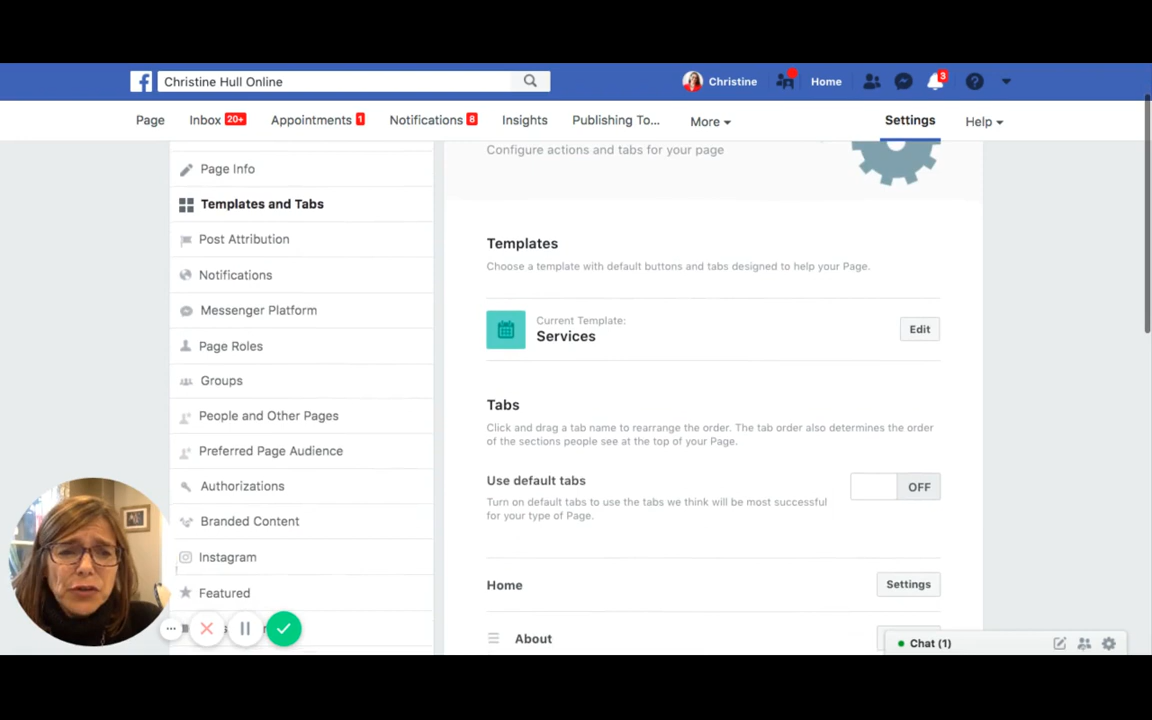 Christine Hull Online
Christine
Home
3
Page
Inbox 20+
Appointments 1
Notifications 8
Insights
Publishing To...
More
Settings
Help
Configure actions and tabs for your page
Page Info
Templates and Tabs
Post Attribution
Notifications
Messenger Platform
Page Roles
Groups
People and Other Pages
Preferred Page Audience
Authorizations
Branded Content
Instagram
Featured
Templates
Choose a template with default buttons and tabs designed to help your Page.
Current Template:
Services
Edit
Tabs
Click and drag a tab name to rearrange the order. The tab order also determines the order
of the sections people see at the top of your Page.
Use default tabs
OFF
Turn on default tabs to use the tabs we think will be most successful
for your type of Page.
Home
Settings
About
Chat (1)